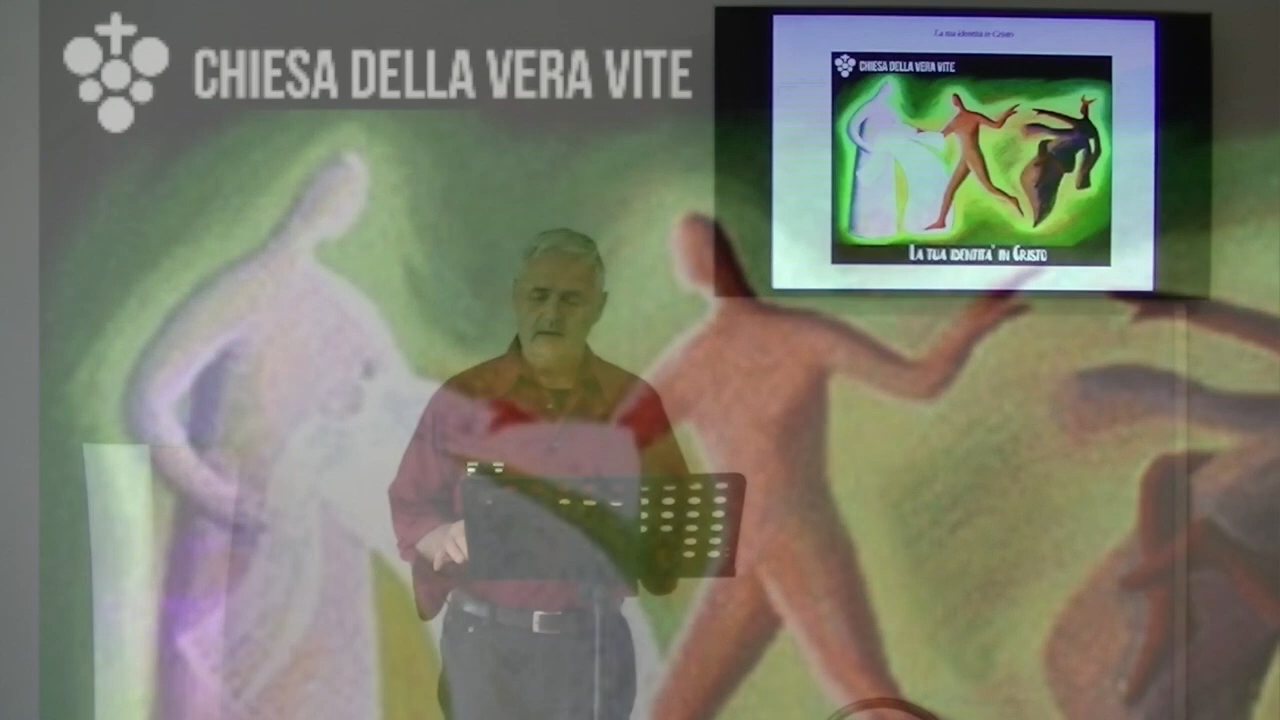 CHIESA DELLA VERA VITE
La tua identità in Cristo
CHIESA DELLA VERA VITE
La tua identita' in Cristo